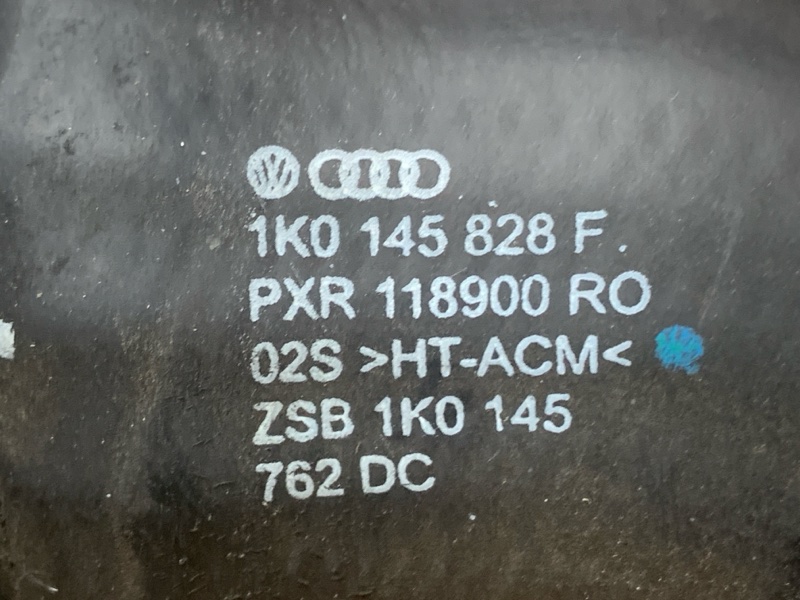 1K0 145 828 F.
PXR 118900 RO
02S >HT-ACM<
ZSB 1K0 145
762 DC